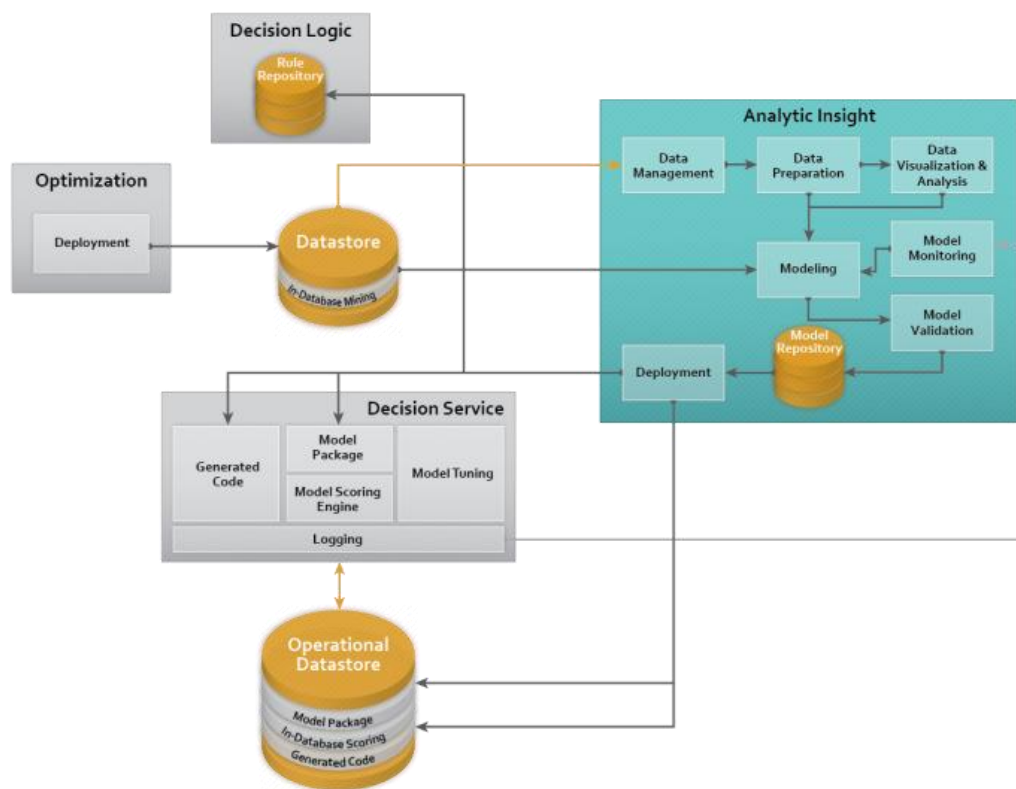 Decision Logic
Rule
Repository
Analytic Insight
Data
Management
Data
Preparation
Data
Visualization &
Analysis
Optimization
Deployment
Datastore
In-Database Mining
Modeling
Model
Monitoring
Model
Validation
Model
Repository
Deployment
Decision Service
Generated
Code
Model
Package
Model Scoring
Engine
Model Tuning
Logging
Operational
Datastore
Model Package
In-Database Scoring
Generated Code